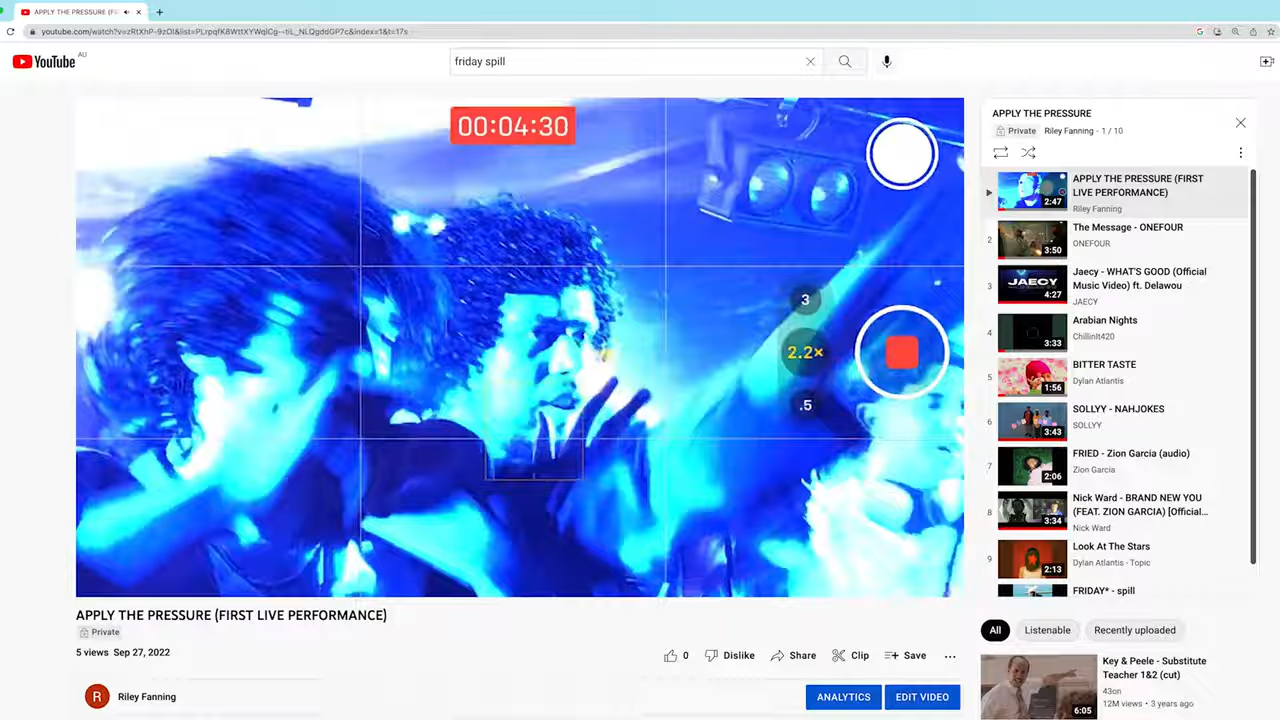 APPLY THE PRESSURE (FI
youtube.com/watch?v=zRtXhP-9zOI&list=PLrpqfK8WttXYWqlCg--tiL_NLQgddGP7c&index=1&t=17s
YouTube AU
friday spill
00:04:30
3
2.2×
.5
APPLY THE PRESSURE (FIRST LIVE PERFORMANCE)
Private
5 views Sep 27, 2022
0
Dislike
Share
Clip
Save
R
Riley Fanning
ANALYTICS
EDIT VIDEO
APPLY THE PRESSURE
Private Riley Fanning - 1 / 10
APPLY THE PRESSURE (FIRST
LIVE PERFORMANCE)
Riley Fanning
2:47
2
The Message - ONEFOUR
ONEFOUR
3:50
3
Jaecy - WHAT'S GOOD (Official
Music Video) ft. Delawou
JAECY
JAECY
4:27
4
Arabian Nights
ChillinIt420
3:33
5
BITTER TASTE
Dylan Atlantis
1:56
6
SOLLYY - NAHJOKES
SOLLYY
3:43
7
FRIED - Zion Garcia (audio)
Zion Garcia
2:06
8
Nick Ward - BRAND NEW YOU
(FEAT. ZION GARCIA) [Official...
Nick Ward
3:34
9
Look At The Stars
Dylan Atlantis - Topic
2:13
FRIDAY* - spill
All
Listenable
Recently uploaded
Key & Peele - Substitute
Teacher 1&2 (cut)
43on
12M views • 3 years ago
6:05